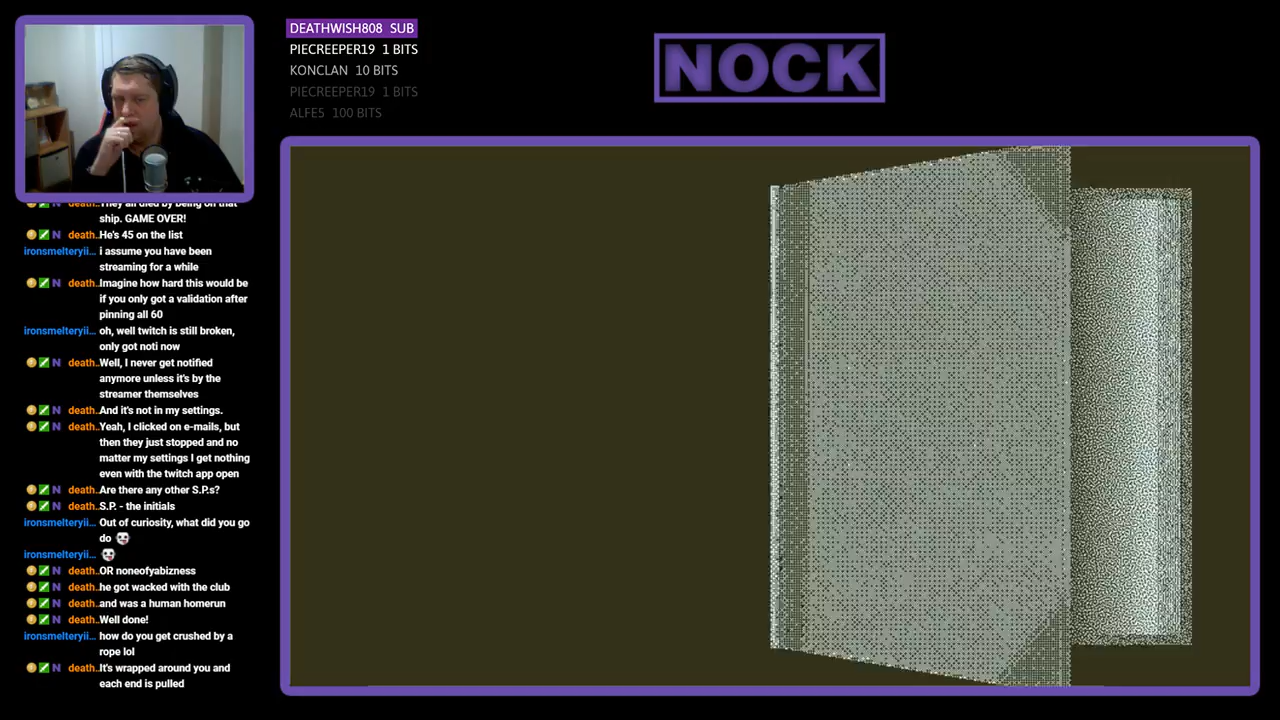 DEATHWISH808 SUB
PIECREEPER19 1 BITS
KONCLAN 10 BITS
PIECREEPER19 1 BITS
ALFE5 100 BITS
NOCK
death.. They all died by being on that
ship. GAME OVER!
death.. He's 45 on the list
ironsmelteryii... i assume you have been
streaming for a while
death.. Imagine how hard this would be
if you only got a validation after
pinning all 60
ironsmelteryii... oh, well twitch is still broken,
only got noti now
death.. Well, I never get notified
anymore unless it's by the
streamer themselves
death.. And it's not in my settings.
death.. Yeah, I clicked on e-mails, but
then they just stopped and no
matter my settings I get nothing
even with the twitch app open
death.. Are there any other S.P.s?
death.. S.P. - the initials
ironsmelteryii... Out of curiosity, what did you go
do
ironsmelteryii...
death.. OR noneofyabizness
death.. he got wacked with the club
death.. and was a human homerun
death.. Well done!
ironsmelteryii... how do you get crushed by a
rope lol
death.. It's wrapped around you and
each end is pulled